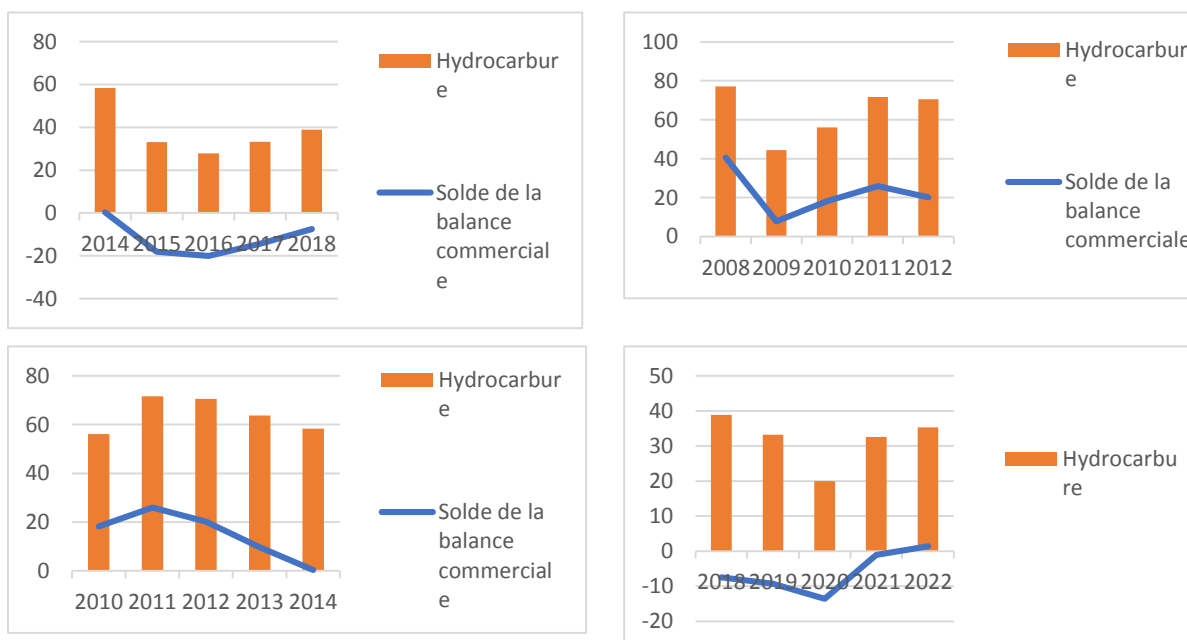 80
60
40
20
0
-20
-40
2014 2015 2016 2017 2018
Hydrocarbur
e
Solde de la
balance
commercial
e
100
80
60
40
20
0
2008 2009 2010 2011 2012
Hydrocarbur
e
Solde de la
balance
commerciale
80
60
40
20
0
2010 2011 2012 2013 2014
Hydrocarbur
e
Solde de la
balance
commercial
e
50
40
30
20
10
0
-10
-20
2018 2019 2020 2021 2022
Hydrocarbu
re